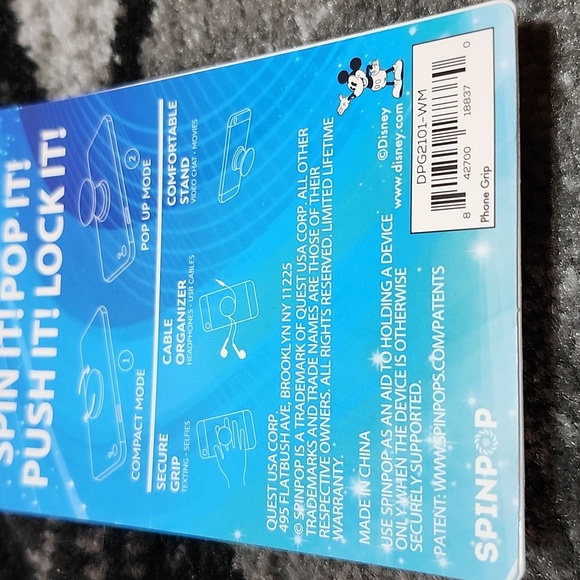 SPIN IT! POP IT!
PUSH IT! LOCK IT!
COMPACT MODE
1
POP UP MODE
2
SECURE
GRIP
TEXTING • SELFIES
CABLE
ORGANIZER
HEADPHONES • USB CABLES
COMFORTABLE
STAND
VIDEO CHAT • MOVIES
QUEST USA CORP.
495 FLATBUSH AVE, BROOKLYN NY 11225
© SPINPOP IS A TRADEMARK OF QUEST USA CORP. ALL OTHER
TRADEMARKS AND TRADE NAMES ARE THOSE OF THEIR
RESPECTIVE OWNERS. ALL RIGHTS RESERVED. LIMITED LIFETIME
WARRANTY.
MADE IN CHINA
USE SPINPOP AS AN AID TO HOLDING A DEVICE
ONLY WHEN THE DEVICE IS OTHERWISE
SECURELY SUPPORTED.
PATENT: WWW.SPINPOPS.COM/PATENTS
SPINPOP
©Disney
www.disney.com
DPG2101-WM
8 42700 18837 0
Phone Grip